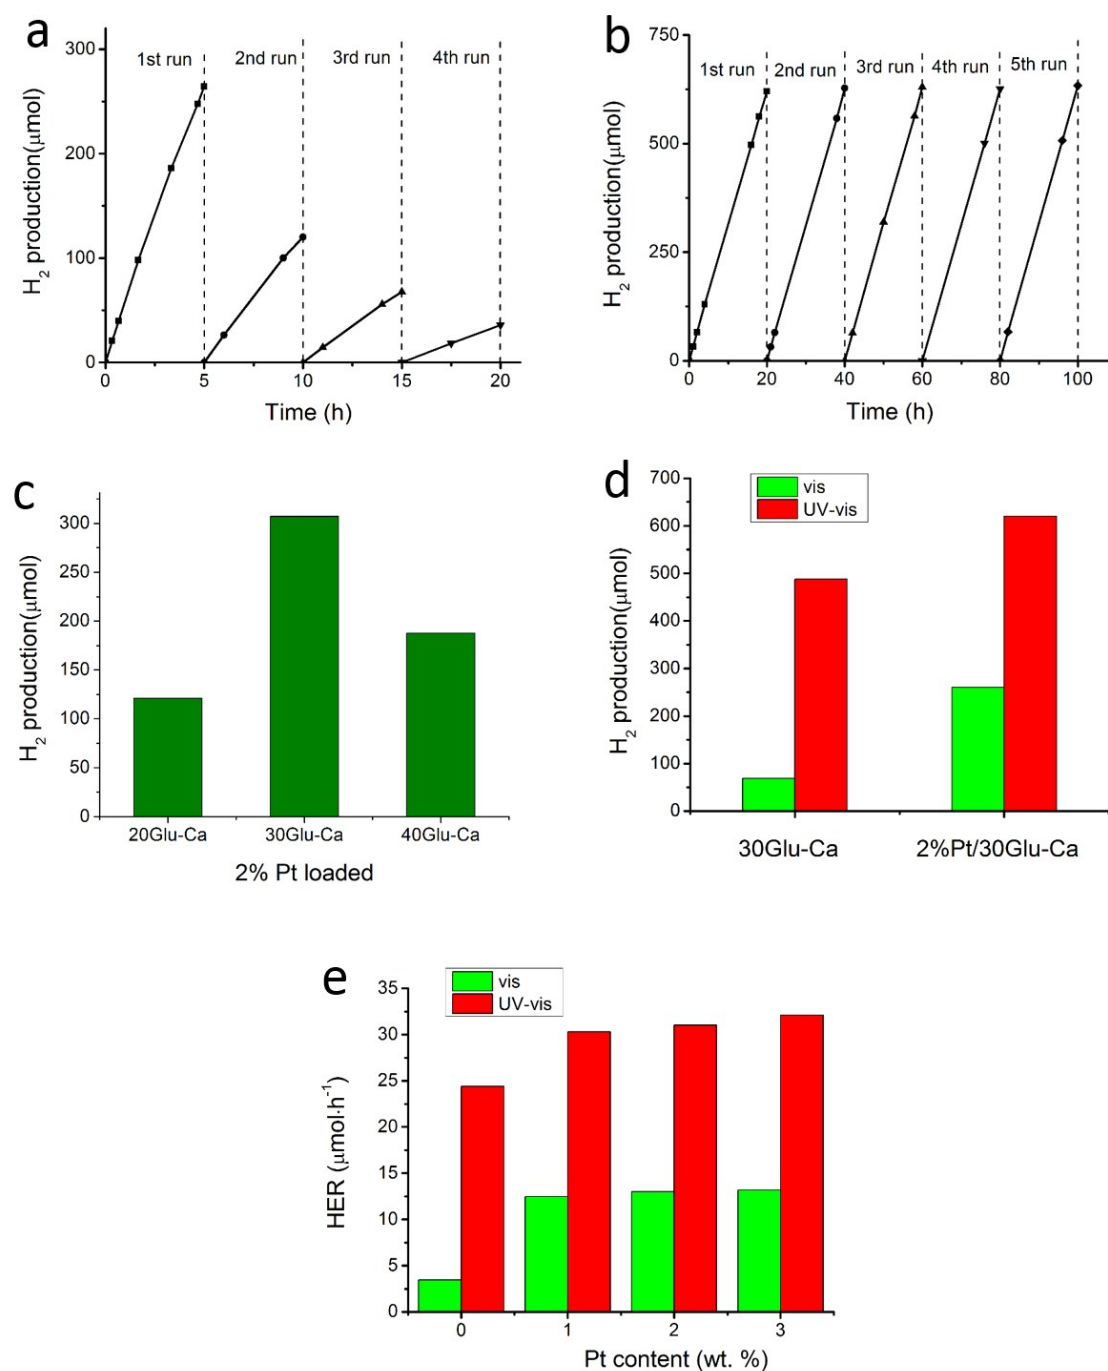 a
H2 production(μmol)
300
200
100
0
1st run 2nd run 3rd run 4th run
0 5 10 15 20
Time (h)
b
H2 production(μmol)
750
500
250
0
1st run 2nd run 3rd run 4th run 5th run
0 20 40 60 80 100
Time (h)
c
H2 production(μmol)
300
250
200
150
100
50
0
20Glu-Ca 30Glu-Ca 40Glu-Ca
2% Pt loaded
d
vis
UV-vis
H2 production(μmol)
700
600
500
400
300
200
100
0
30Glu-Ca 2%Pt/30Glu-Ca
e
vis
UV-vis
HER (μmol·h-1)
35
30
25
20
15
10
5
0
0 1 2 3
Pt content (wt. %)